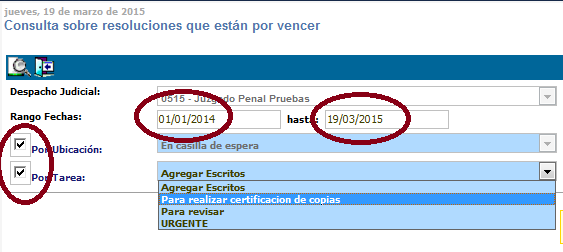 jueves, 19 de marzo de 2015
Consulta sobre resoluciones que están por vencer
Despacho Judicial: 0515 - Juzgado Penal Pruebas
Rango Fechas: 01/01/2014 hasta: 19/03/2015
Por Ubicación: En casilla de espera
Por Tarea: Agregar Escritos
Agregar Escritos
Para realizar certificacion de copias
Para revisar
URGENTE